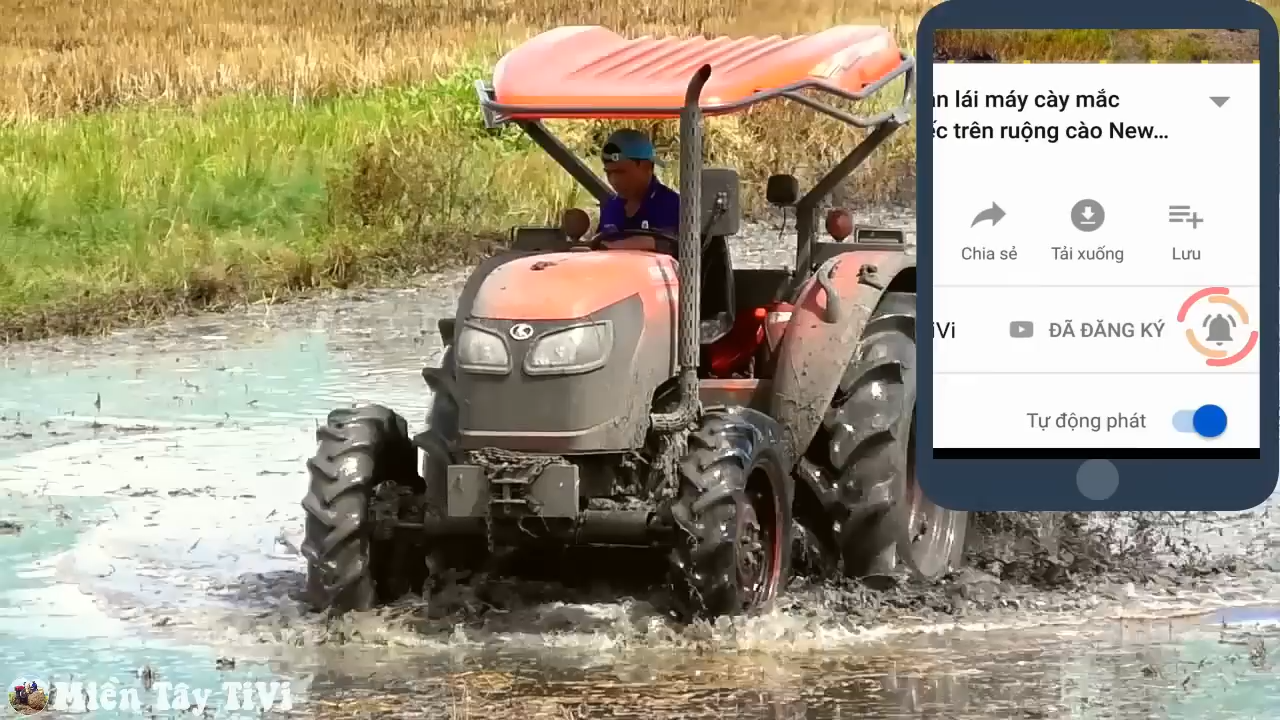 án lái máy cày mắc
ếc trên ruộng cào New...
Chia sẻ
Tải xuống
Lưu
iVi
ĐÃ ĐĂNG KÝ
Tự động phát
Miền Tây TiVi